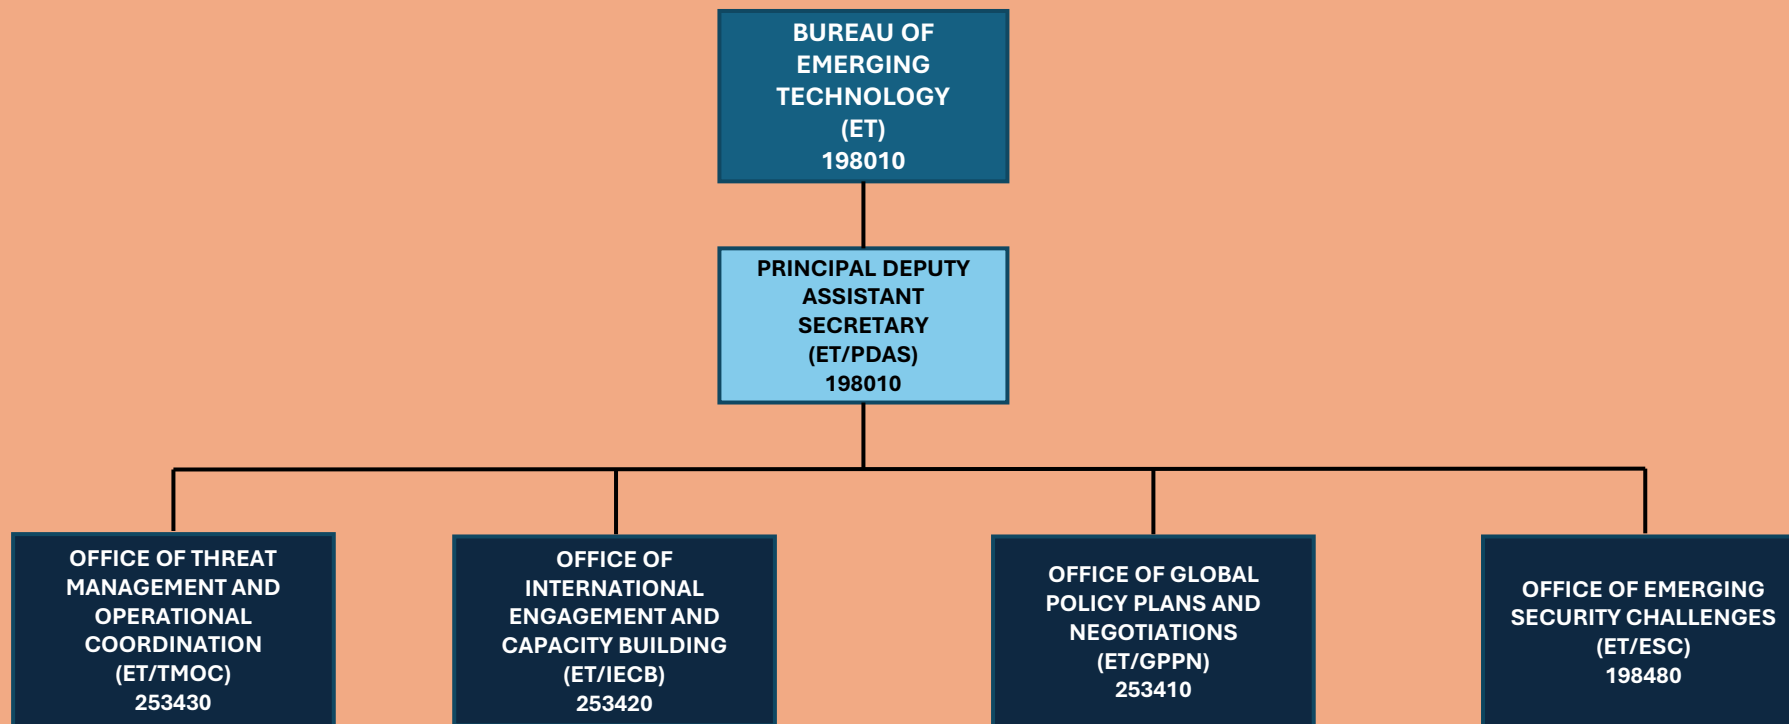 BUREAU OF
EMERGING
TECHNOLOGY
(ET)
198010
PRINCIPAL DEPUTY
ASSISTANT
SECRETARY
(ET/PDAS)
198010
OFFICE OF THREAT
MANAGEMENT AND
OPERATIONAL
COORDINATION
(ET/TMOC)
253430
OFFICE OF
INTERNATIONAL
ENGAGEMENT AND
CAPACITY BUILDING
(ET/IECB)
253420
OFFICE OF GLOBAL
POLICY PLANS AND
NEGOTIATIONS
(ET/GPPN)
253410
OFFICE OF EMERGING
SECURITY CHALLENGES
(ET/ESC)
198480